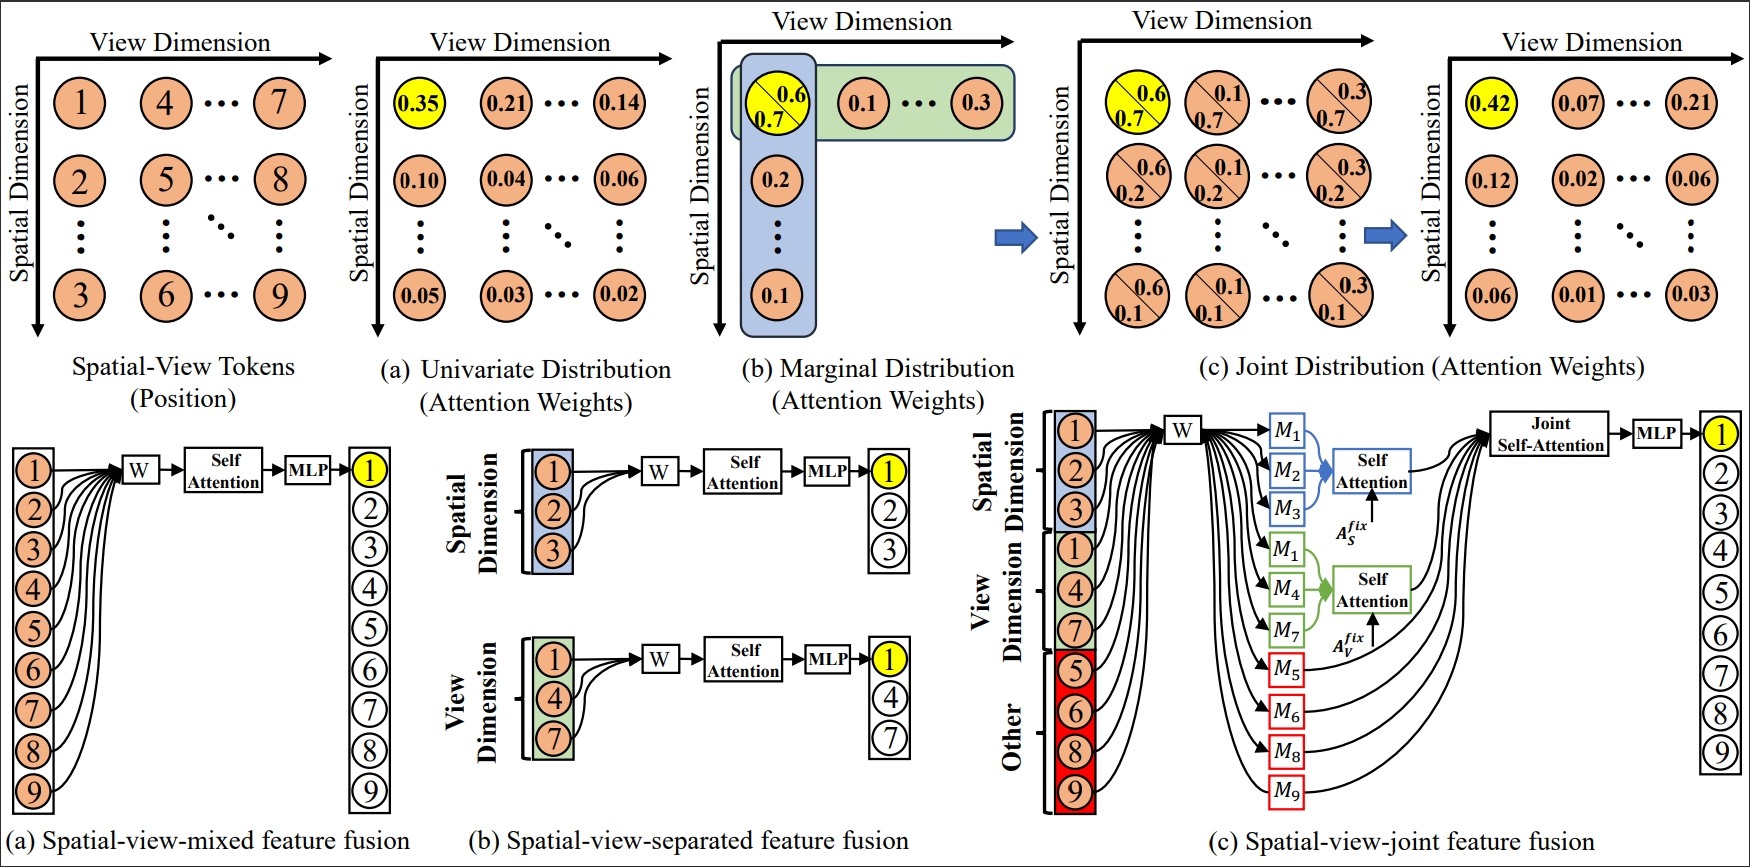 View Dimension
Spatial Dimension
1 4 ··· 7
2 5 ··· 8
3 6 ··· 9
Spatial-View Tokens
(Position)
View Dimension
Spatial Dimension
0.35 0.21 ··· 0.14
0.10 0.04 ··· 0.06
0.05 0.03 ··· 0.02
(a) Univariate Distribution
(Attention Weights)
View Dimension
Spatial Dimension
0.6 0.7 0.1 ··· 0.3
0.2
0.1
(b) Marginal Distribution
(Attention Weights)
View Dimension
Spatial Dimension
0.6 0.7 0.1 0.7 ··· 0.3 0.7
0.6 0.2 0.1 0.2 ··· 0.3 0.2
0.6 0.1 0.1 0.1 ··· 0.3 0.1
View Dimension
Spatial Dimension
0.42 0.07 ··· 0.21
0.12 0.02 ··· 0.06
0.06 0.01 ··· 0.03
(c) Joint Distribution (Attention Weights)
1
2
3
4
5
6
7
8
9
W
Self
Attention
MLP
1
2
3
4
5
6
7
8
9
(a) Spatial-view-mixed feature fusion
Spatial
Dimension
1
2
3
W
Self
Attention
MLP
1
2
3
View
Dimension
1
4
7
W
Self
Attention
MLP
1
4
7
(b) Spatial-view-separated feature fusion
Spatial
Dimension
1
2
3
View
Dimension
1
4
7
Other
5
6
8
9
W
M₁
M₂
M₃
M₁
M₄
M₇
M₅
M₆
M₈
M₉
Self
Attention
A_S^fix
Self
Attention
A_V^fix
Joint
Self-Attention
MLP
1
2
3
4
5
6
7
8
9
(c) Spatial-view-joint feature fusion